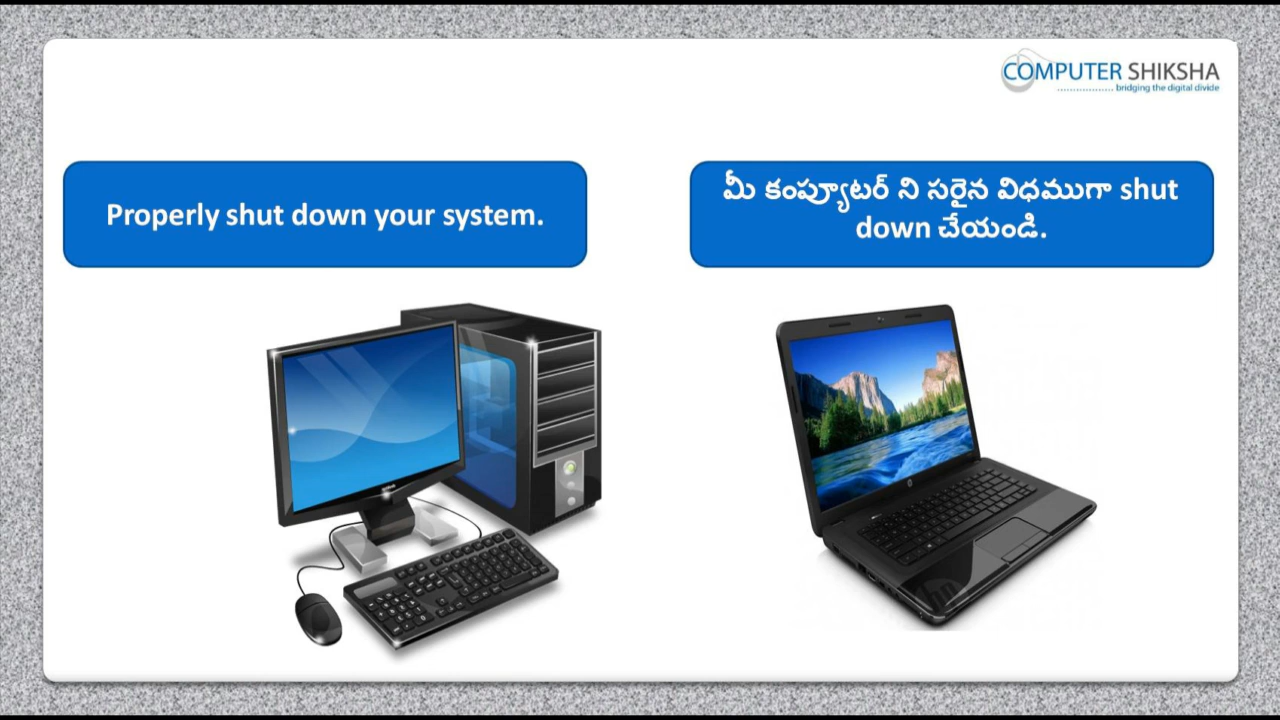 COMPUTER SHIKSHA
bridging the digital divide
Properly shut down your system.
మీ కంప్యూటర్ ని సరైన విధముగా shut
down చేయండి.